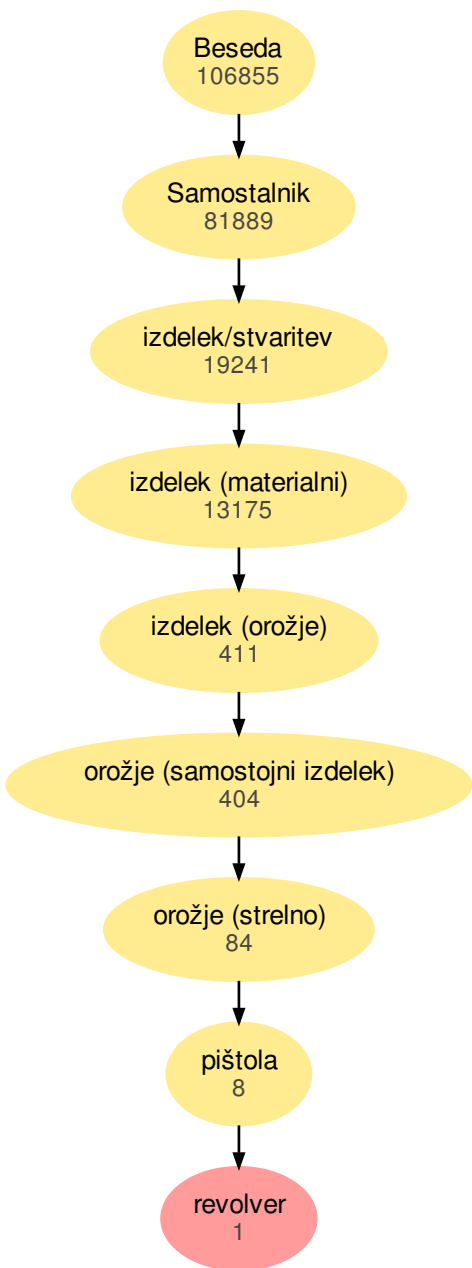 Beseda
106855
Samostalnik
81889
izdelek/stvaritev
19241
izdelek (materialni)
13175
izdelek (orožje)
411
orožje (samostojni izdelek)
404
orožje (strelno)
84
pištola
8
revolver
1